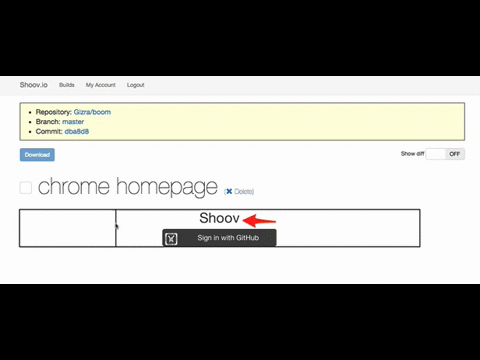 Shoov.io Builds My Account Logout
Repository: Gizra/boom
Branch: master
Commit: dba8d8
Download
Show diff OFF
chrome homepage (✖ Delete)
Shoov
Sign in with GitHub